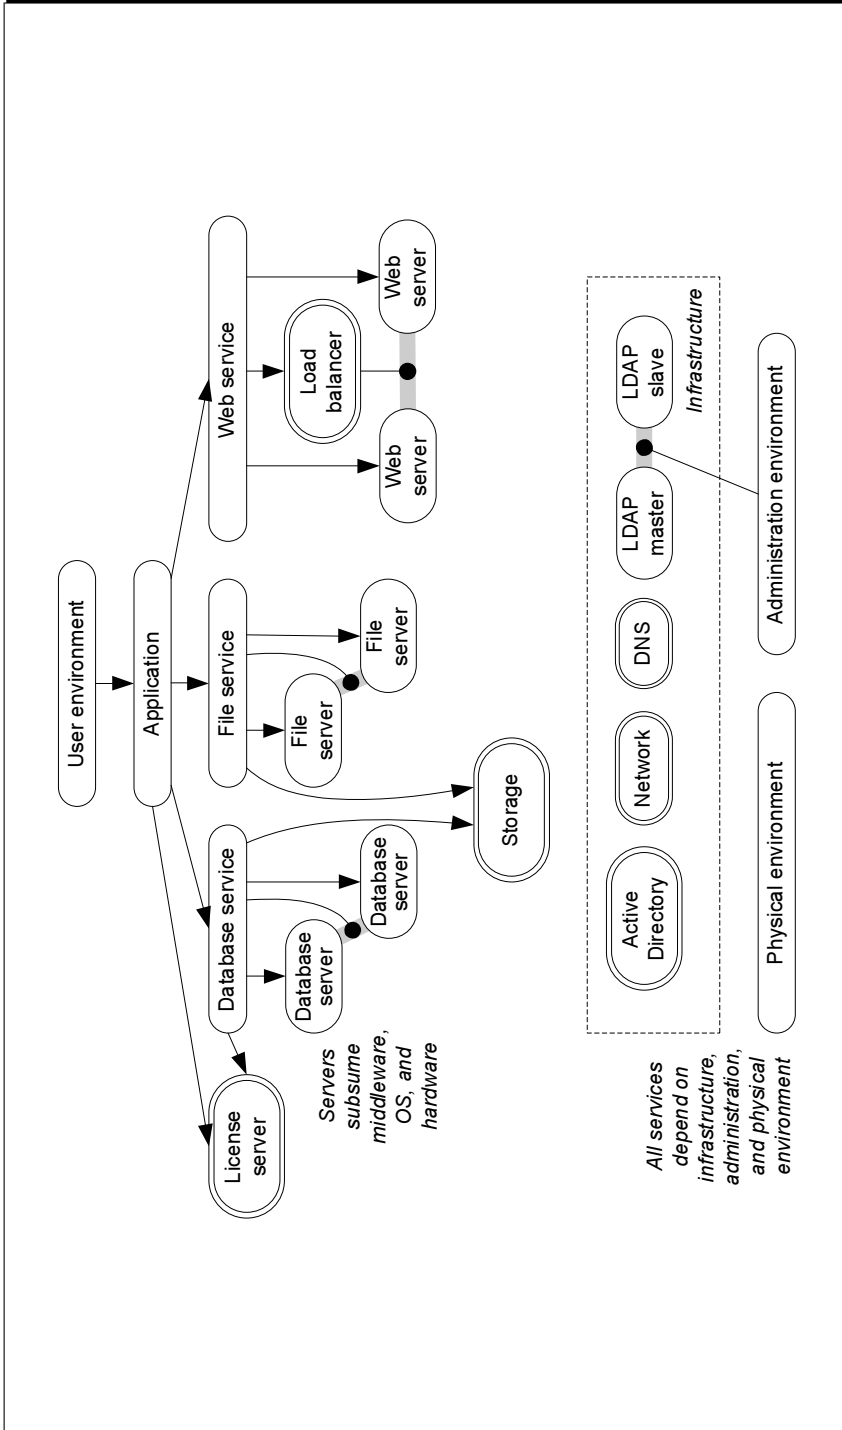 User environment
Application
License
server
Database service
File service
Web service
Database
server
Database
server
File
server
File
server
Load
balancer
Web
server
Web
server
Servers
subsume
middleware,
OS, and
hardware
Storage
Active
Directory
Network
DNS
LDAP
master
LDAP
slave
Infrastructure
All services
depend on
infrastructure,
administration,
and physical
environment
Physical environment
Administration environment